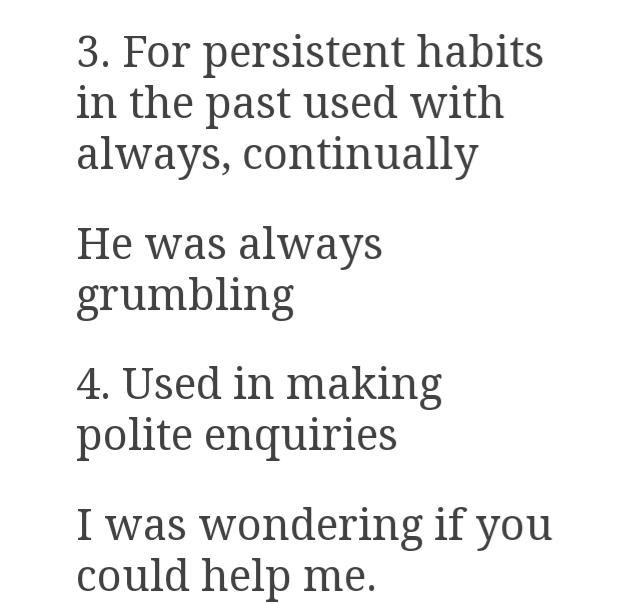 3. For persistent habits
in the past used with
always, continually
He was always
grumbling
4. Used in making
polite enquiries
I was wondering if you
could help me.